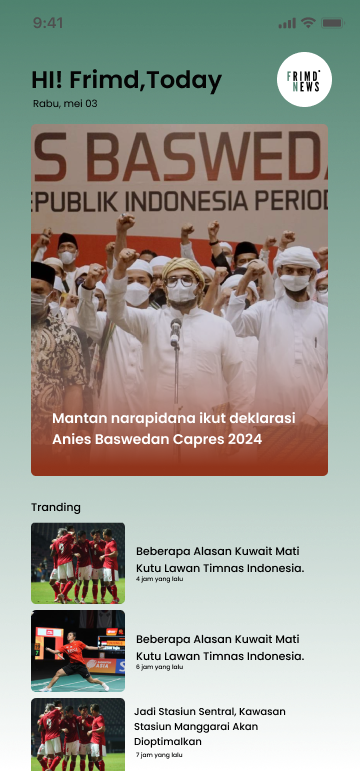 9:41
HI! Frimd,Today
FRIMD'
NEWS
Rabu, mei 03
S BASWEDA
EPUBLIK INDONESIA PERIOD
Mantan narapidana ikut deklarasi
Anies Baswedan Capres 2024
Tranding
Beberapa Alasan Kuwait Mati
Kutu Lawan Timnas Indonesia.
4 jam yang lalu
Beberapa Alasan Kuwait Mati
Kutu Lawan Timnas Indonesia.
6 jam yang lalu
Jadi Stasiun Sentral, Kawasan
Stasiun Manggarai Akan
Dioptimalkan
7 jam yang lalu